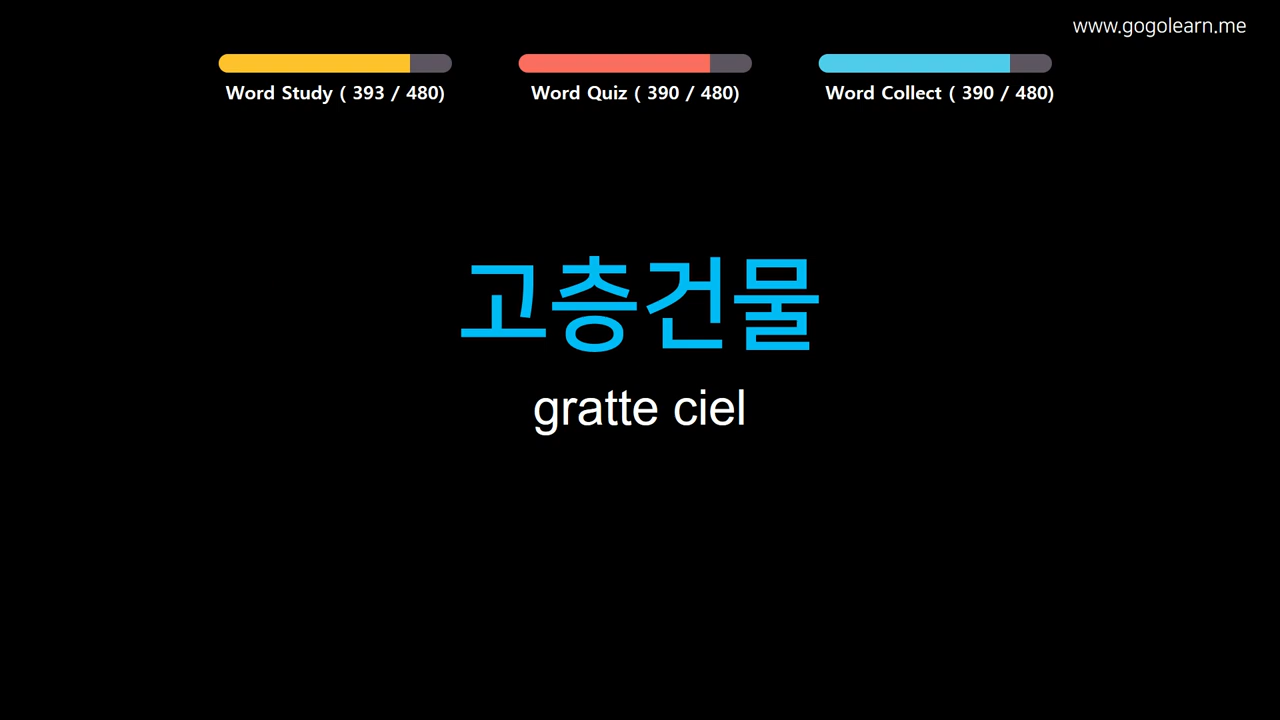 www.gogolearn.me
Word Study ( 393 / 480)
Word Quiz ( 390 / 480)
Word Collect ( 390 / 480)
고층건물
gratte ciel